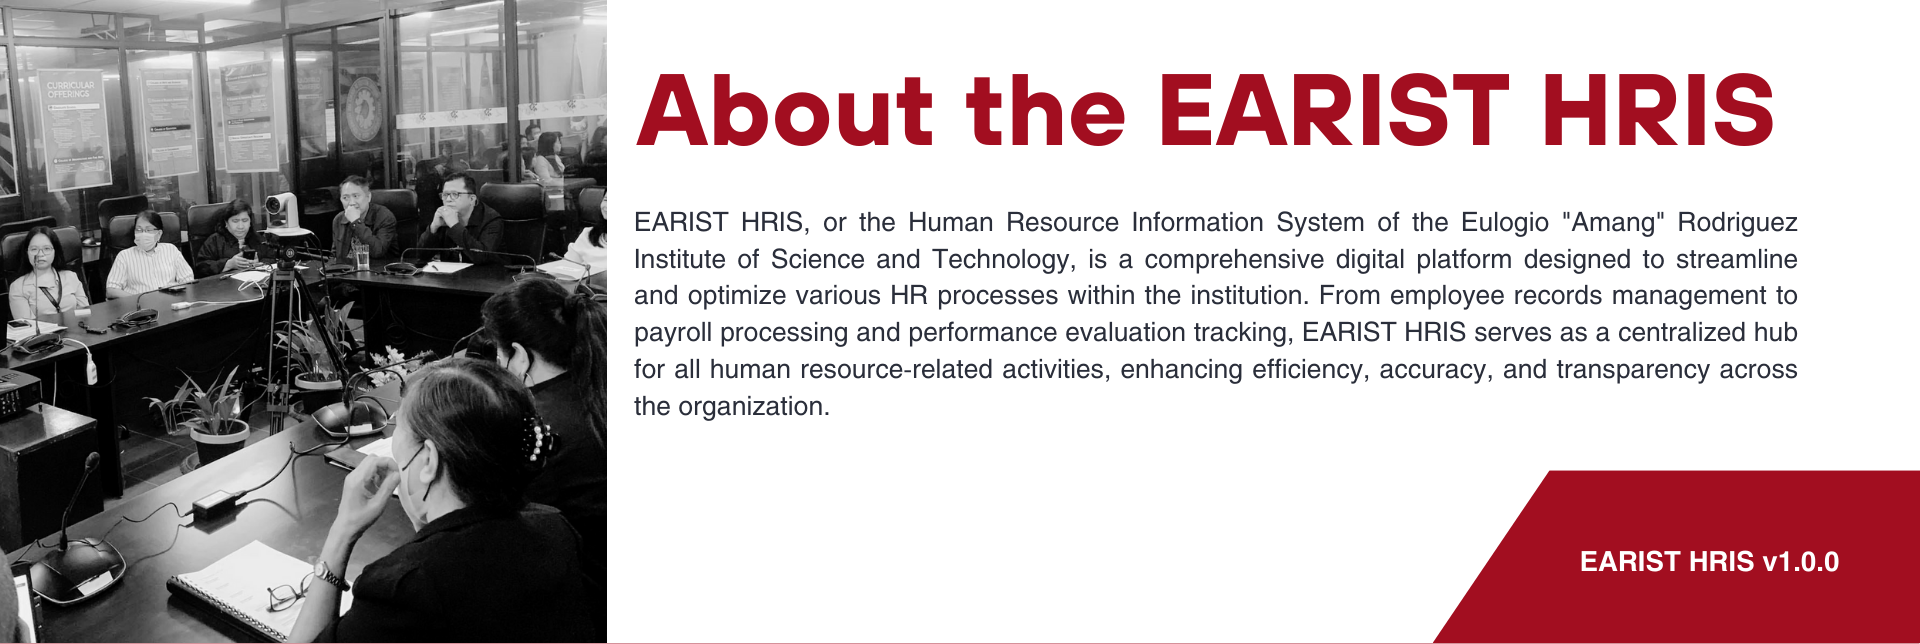 CURRICULAR
OFFERINGS
About the EARIST HRIS
EARIST HRIS, or the Human Resource Information System of the Eulogio "Amang" Rodriguez
Institute of Science and Technology, is a comprehensive digital platform designed to streamline
and optimize various HR processes within the institution. From employee records management to
payroll processing and performance evaluation tracking, EARIST HRIS serves as a centralized hub
for all human resource-related activities, enhancing efficiency, accuracy, and transparency across
the organization.
EARIST HRIS v1.0.0